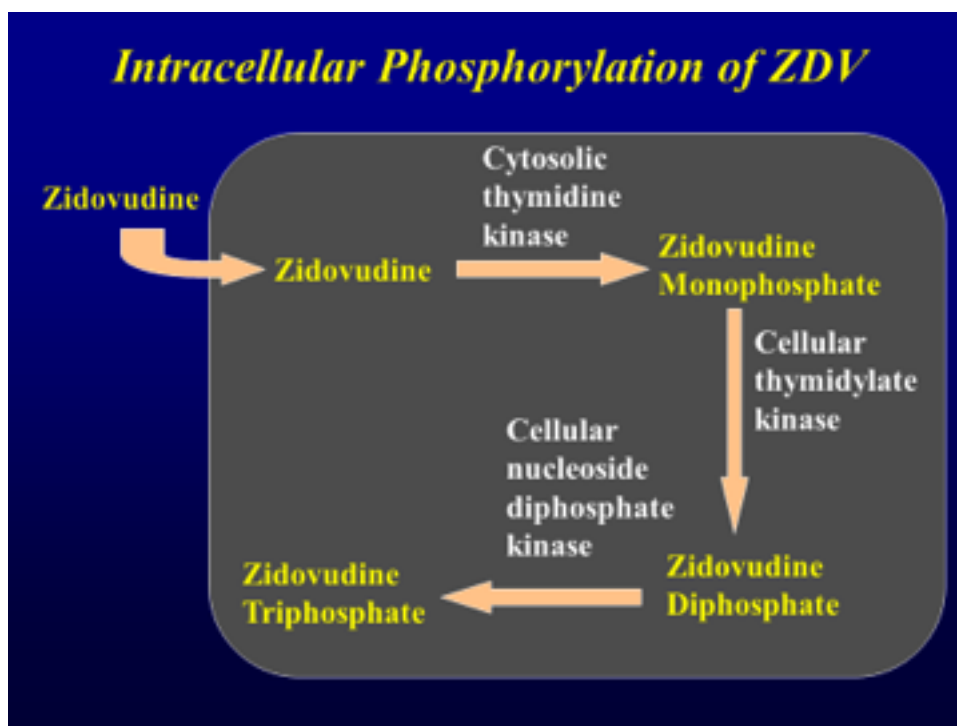 Intracellular Phosphorylation of ZDV
Zidovudine
Zidovudine
Cytosolic
thymidine
kinase
Zidovudine
Monophosphate
Cellular
thymidylate
kinase
Zidovudine
Diphosphate
Cellular
nucleoside
diphosphate
kinase
Zidovudine
Triphosphate